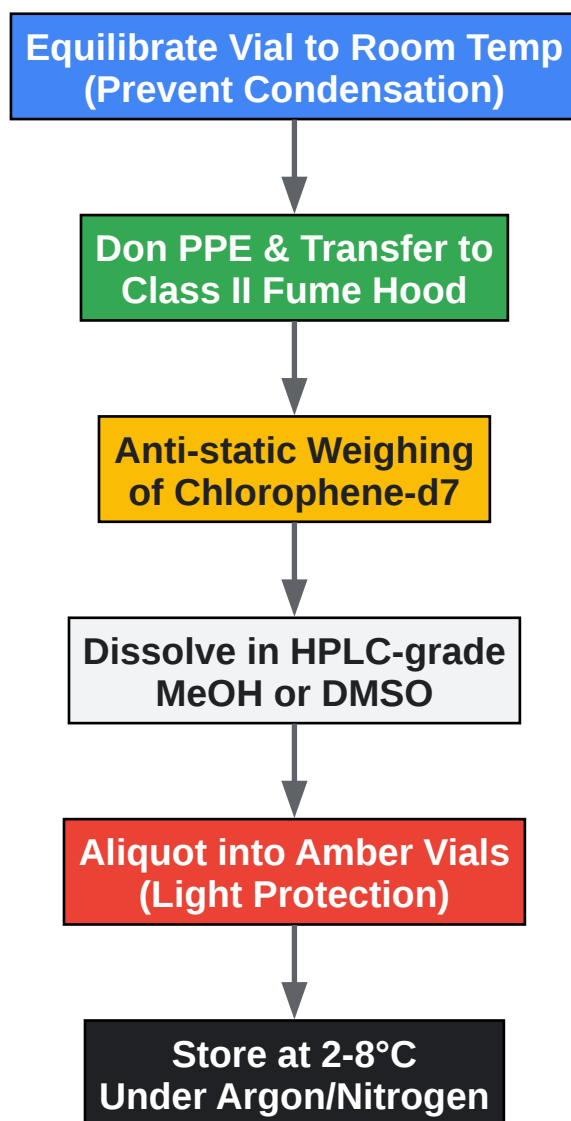 Equilibrate Vial to Room Temp
(Prevent Condensation)
Don PPE & Transfer to
Class II Fume Hood
Anti-static Weighing
of Chlorophene-d7
Dissolve in HPLC-grade
MeOH or DMSO
Aliquot into Amber Vials
(Light Protection)
Store at 2-8°C
Under Argon/Nitrogen